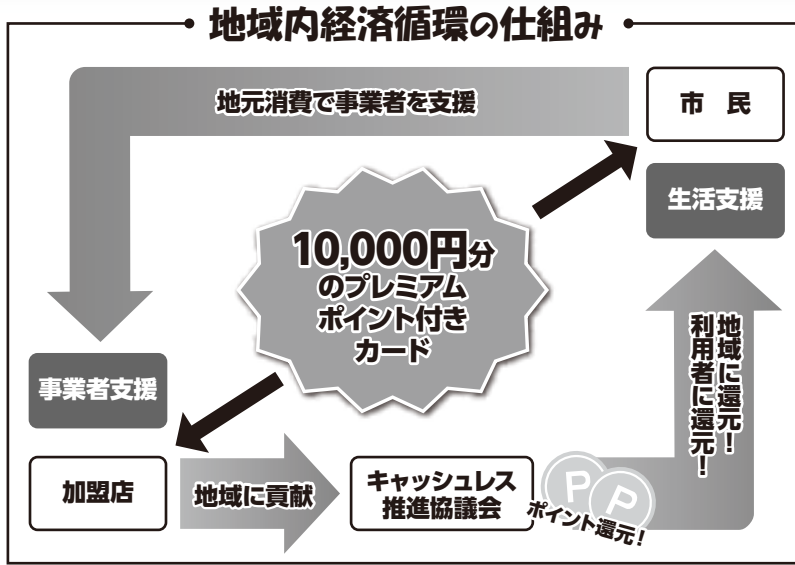 地域内経済循環の仕組み
地元消費で事業者を支援
市 民
生活支援
10,000円分
のプレミアム
ポイント付き
カード
事業者支援
加盟店
地域に貢献
キャッシュレス
推進協議会
P P
ポイント還元!
地域に還元!
利用者に還元!